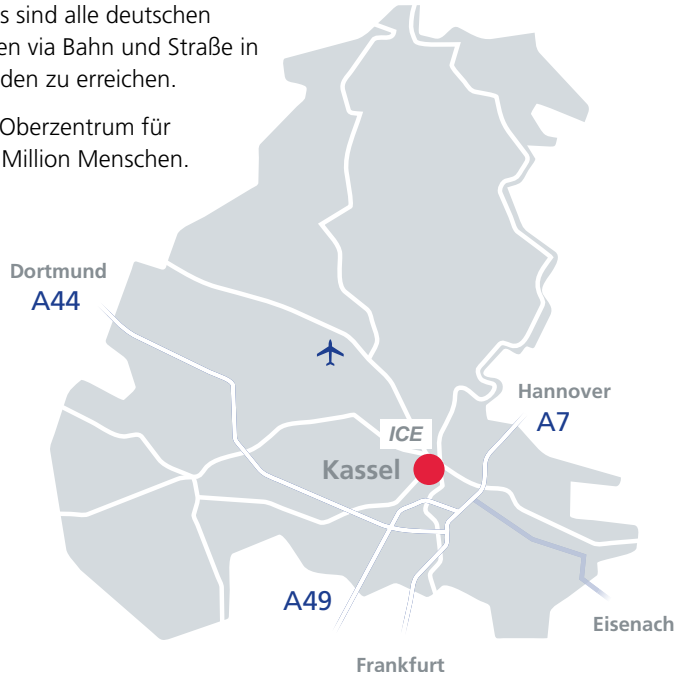 s sind alle deutschen
en via Bahn und Straße in
den zu erreichen.
Oberzentrum für
Million Menschen.
Dortmund
A44
Hannover
A7
ICE
Kassel
A49
Eisenach
Frankfurt